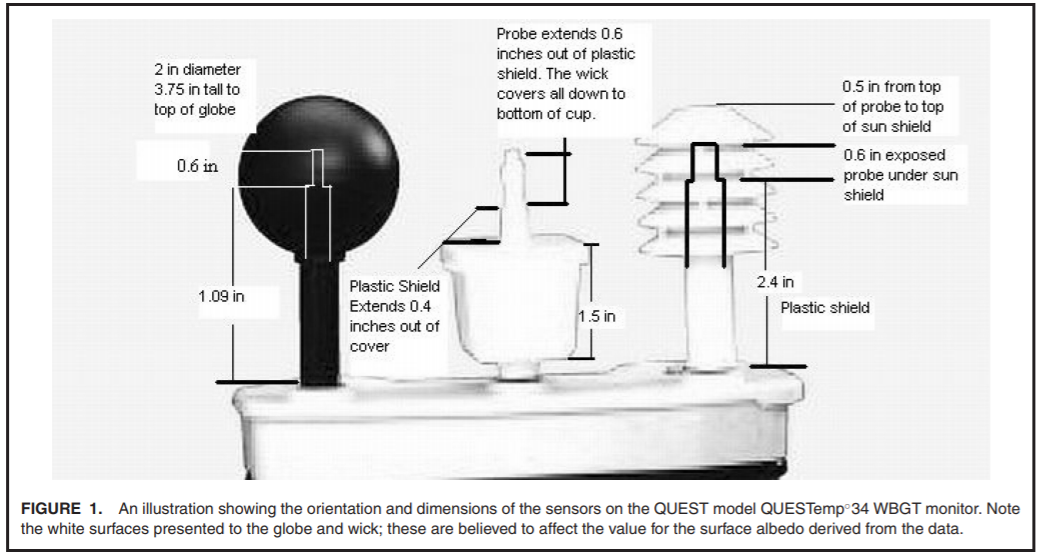 2 in diameter
3.75 in tall to
top of globe
0.6 in
1.09 in
Probe extends 0.6
inches out of plastic
shield. The wick
covers all down to
bottom of cup.
Plastic Shield
Extends 0.4
inches out of
cover
1.5 in
0.5 in from top
of probe to top
of sun shield
0.6 in exposed
probe under sun
shield
2.4 in
Plastic shield
FIGURE 1. An illustration showing the orientation and dimensions of the sensors on the QUEST model QUESTemp°34 WBGT monitor. Note
the white surfaces presented to the globe and wick; these are believed to affect the value for the surface albedo derived from the data.